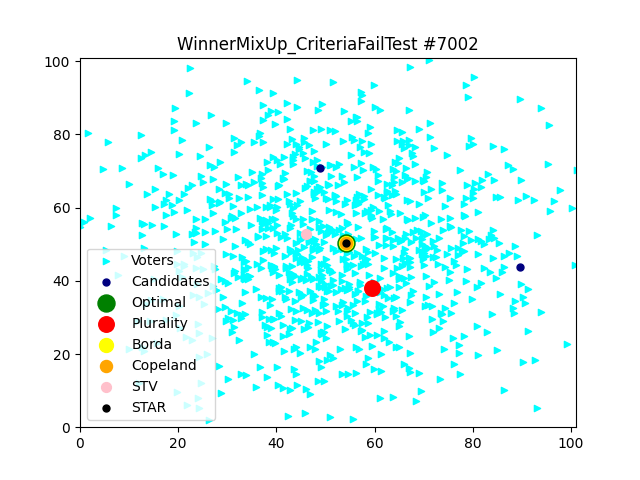 WinnerMixUp_CriteriaFailTest #7002
100
80
60
40
20
0
0 20 40 60 80 100
Voters
Candidates
Optimal
Plurality
Borda
Copeland
STV
STAR